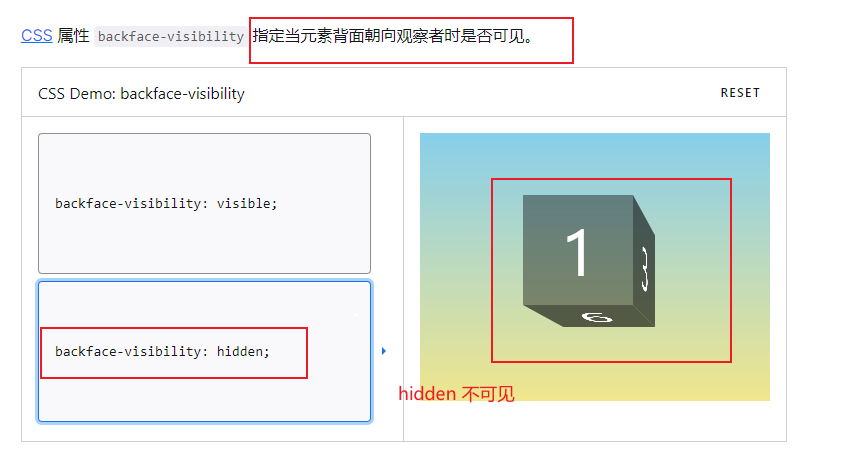 CSS 属性 backface-visibility 指定当元素背面朝向观察者时是否可见。
CSS Demo: backface-visibility
RESET
backface-visibility: visible;
1
3
backface-visibility: hidden;
6
hidden 不可见